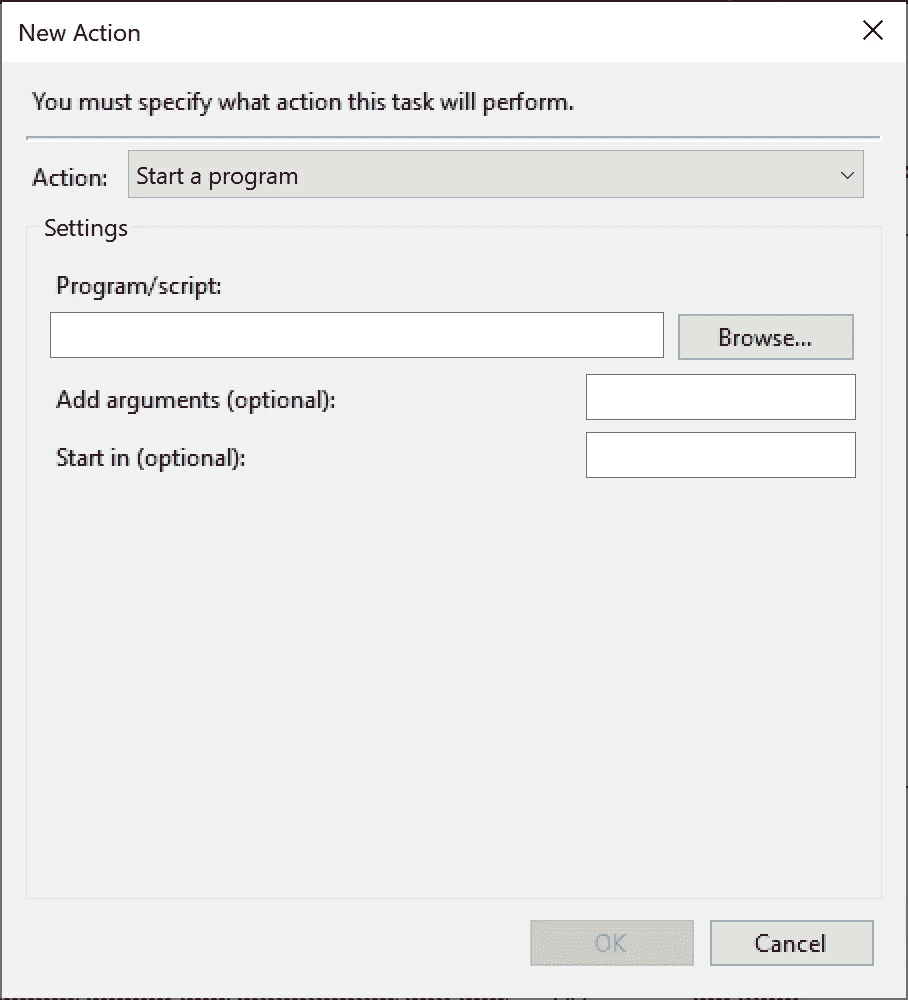 New Action
You must specify what action this task will perform.
Action: Start a program
Settings
Program/script:
Browse...
Add arguments (optional):
Start in (optional):
OK Cancel